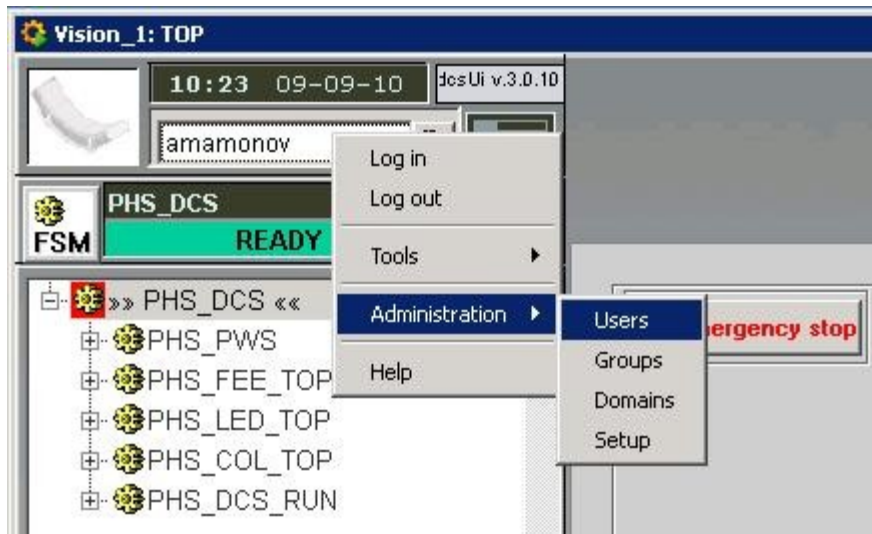 Vision_1: TOP
10:23 09-09-10
dcsUi v.3.0.10
amamonov
Log in
Log out
PHS_DCS
FSM
READY
Tools
»» PHS_DCS ««
Administration
Users
PHS_PWS
Groups
Help
PHS_FEE_TOP
Domains
PHS_LED_TOP
Setup
PHS_COL_TOP
PHS_DCS_RUN
stop